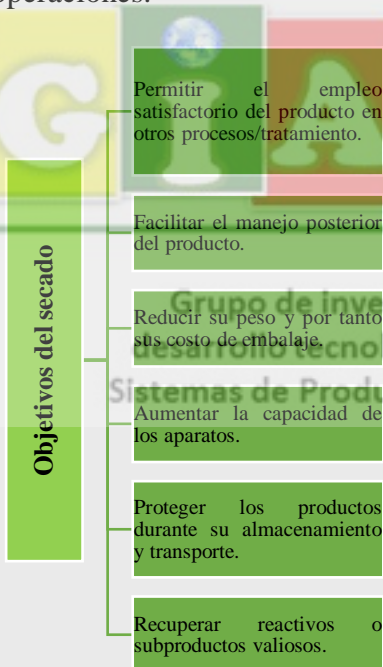 operaciones.
G i A
Objetivos del secado
Permitir el empleo
satisfactorio del producto en
otros procesos/tratamiento.
Facilitar el manejo posterior
del producto.
Reducir su peso y por tanto
sus costo de embalaje.
Aumentar la capacidad de
los aparatos.
Proteger los productos
durante su almacenamiento
y transporte.
Recuperar reactivos o
subproductos valiosos.
Grupo de inve
desarrollo tecnol
Sistemas de Produ